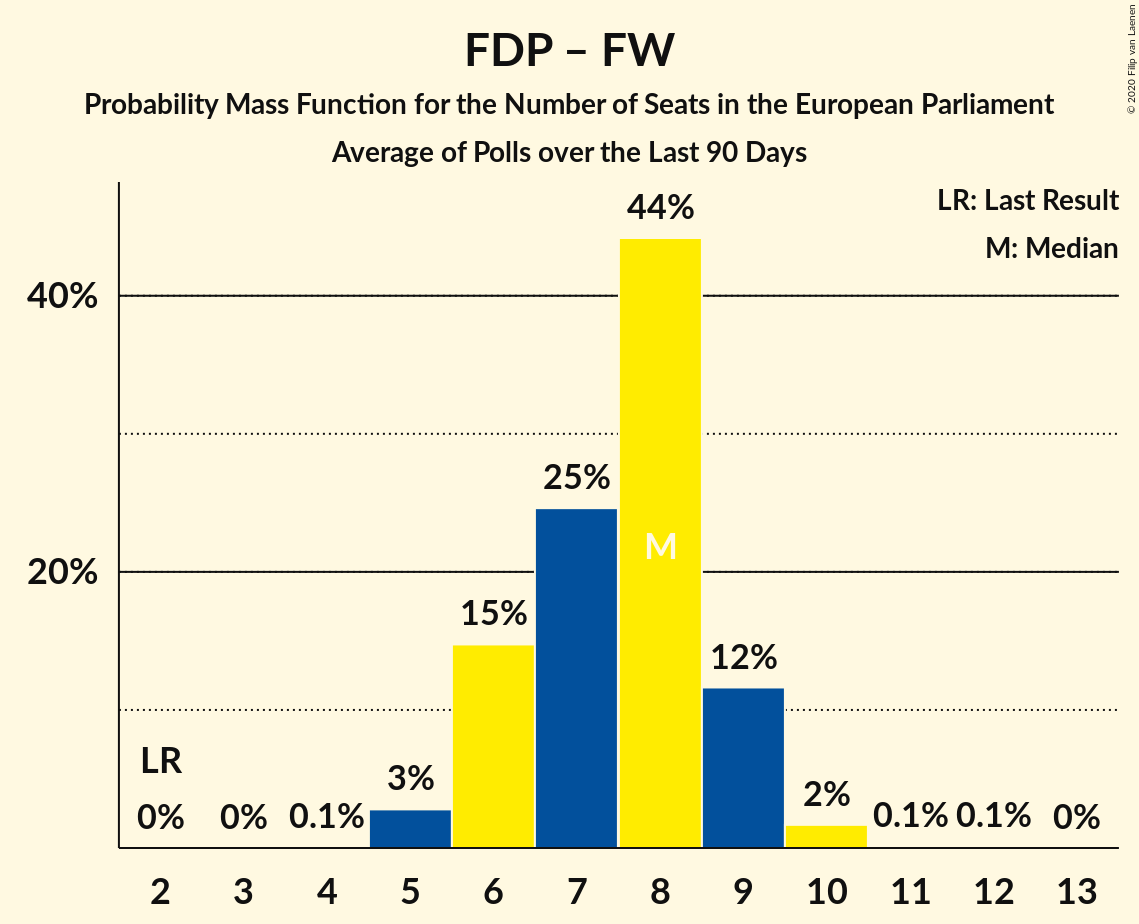 FDP – FW
Probability Mass Function for the Number of Seats in the European Parliament
Average of Polls over the Last 90 Days
© 2020 Filip van Laenen
LR: Last Result
M: Median
44%
40%
25%
M
20%
15%
12%
LR
3%
2%
0% 0% 0.1% 0.1% 0.1% 0%
2 3 4 5 6 7 8 9 10 11 12 13